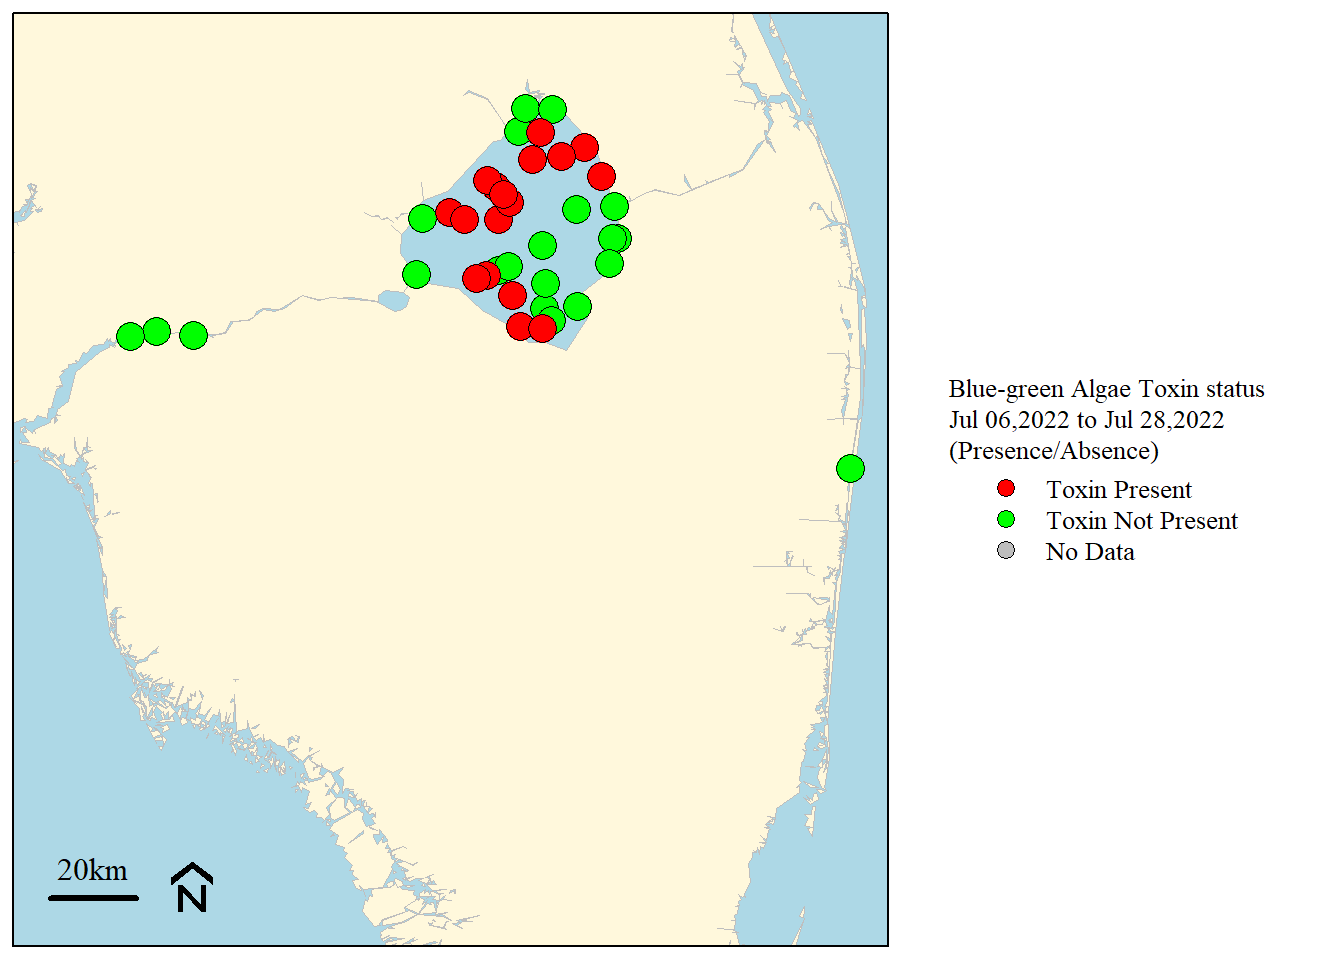 Blue-green Algae Toxin status
Jul 06,2022 to Jul 28,2022
(Presence/Absence)
Toxin Present
Toxin Not Present
No Data
20km
N